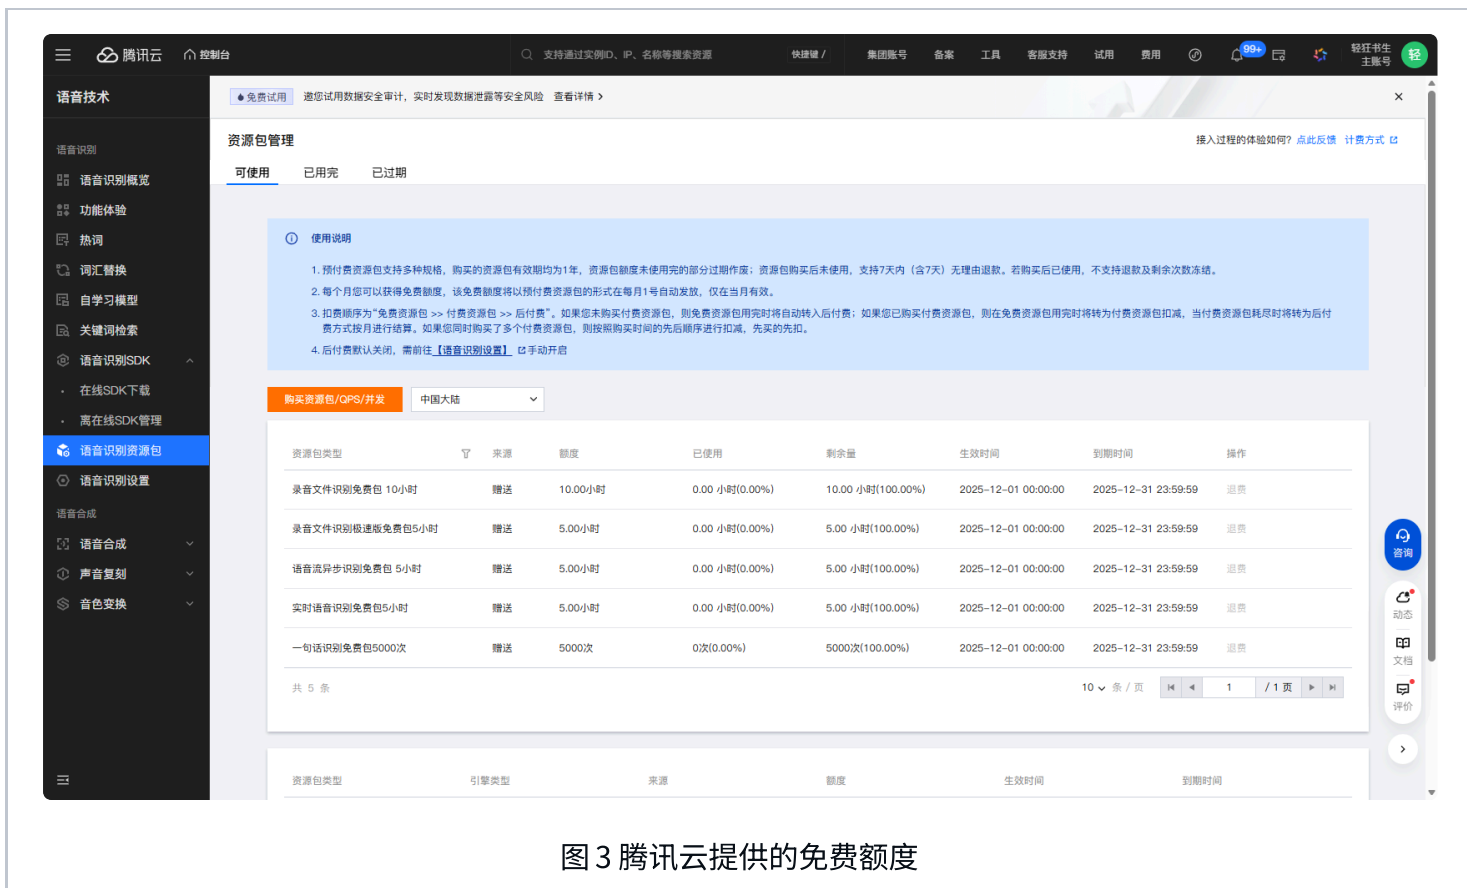 腾讯云 控制台 支持通过实例ID、IP、名称等搜索资源 快捷键 / 集团账号 备案 工具 客服支持 试用 费用 99+ 轻狂书生 主账号 轻
语音技术
免费试用 邀您试用数据安全审计，实时发现数据泄露等安全风险 查看详情
语音识别
语音识别概览
功能体验
热词
词汇替换
自学习模型
关键词检索
语音识别SDK
在线SDK下载
离在线SDK管理
语音识别资源包
语音识别设置
语音合成
语音合成
声音复刻
音色变换
资源包管理
接入过程的体验如何? 点此反馈 计费方式
可使用 已用完 已过期
使用说明
1. 预付费资源包支持多种规格，购买的资源包有效期均为1年，资源包额度未使用完的部分过期作废；资源包购买后未使用，支持7天内（含7天）无理由退款。若购买后已使用，不支持退款及剩余次数冻结。
2. 每个月您可以获得免费额度，该免费额度将以预付费资源包的形式在每月1号自动发放，仅在当月有效。
3. 扣费顺序为“免费资源包 >> 付费资源包 >> 后付费”。如果您未购买付费资源包，则免费资源包用完时将自动转入后付费；如果您已购买付费资源包，则在免费资源包用完时将转为付费资源包扣减，当付费资源包耗尽时将转为后付
费方式按月进行结算。如果您同时购买了多个付费资源包，则按照购买时间的先后顺序进行扣减，先买的先扣。
4. 后付费默认关闭，需前往【语音识别设置】 手动开启
购买资源包/QPS/并发 中国大陆
资源包类型 来源 额度 已使用 剩余量 生效时间 到期时间 操作
录音文件识别免费包 10小时 赠送 10.00小时 0.00 小时(0.00%) 10.00 小时(100.00%) 2025-12-01 00:00:00 2025-12-31 23:59:59 退费
录音文件识别极速版免费包5小时 赠送 5.00小时 0.00 小时(0.00%) 5.00 小时(100.00%) 2025-12-01 00:00:00 2025-12-31 23:59:59 退费
语音流异步识别免费包 5小时 赠送 5.00小时 0.00 小时(0.00%) 5.00 小时(100.00%) 2025-12-01 00:00:00 2025-12-31 23:59:59 退费
实时语音识别免费包5小时 赠送 5.00小时 0.00 小时(0.00%) 5.00 小时(100.00%) 2025-12-01 00:00:00 2025-12-31 23:59:59 退费
一句话识别免费包5000次 赠送 5000次 0次(0.00%) 5000次(100.00%) 2025-12-01 00:00:00 2025-12-31 23:59:59 退费
共 5 条 10 条 / 页 1 / 1 页
资源包类型 引擎类型 来源 额度 生效时间 到期时间
咨询
动态
文档
评价
图 3 腾讯云提供的免费额度